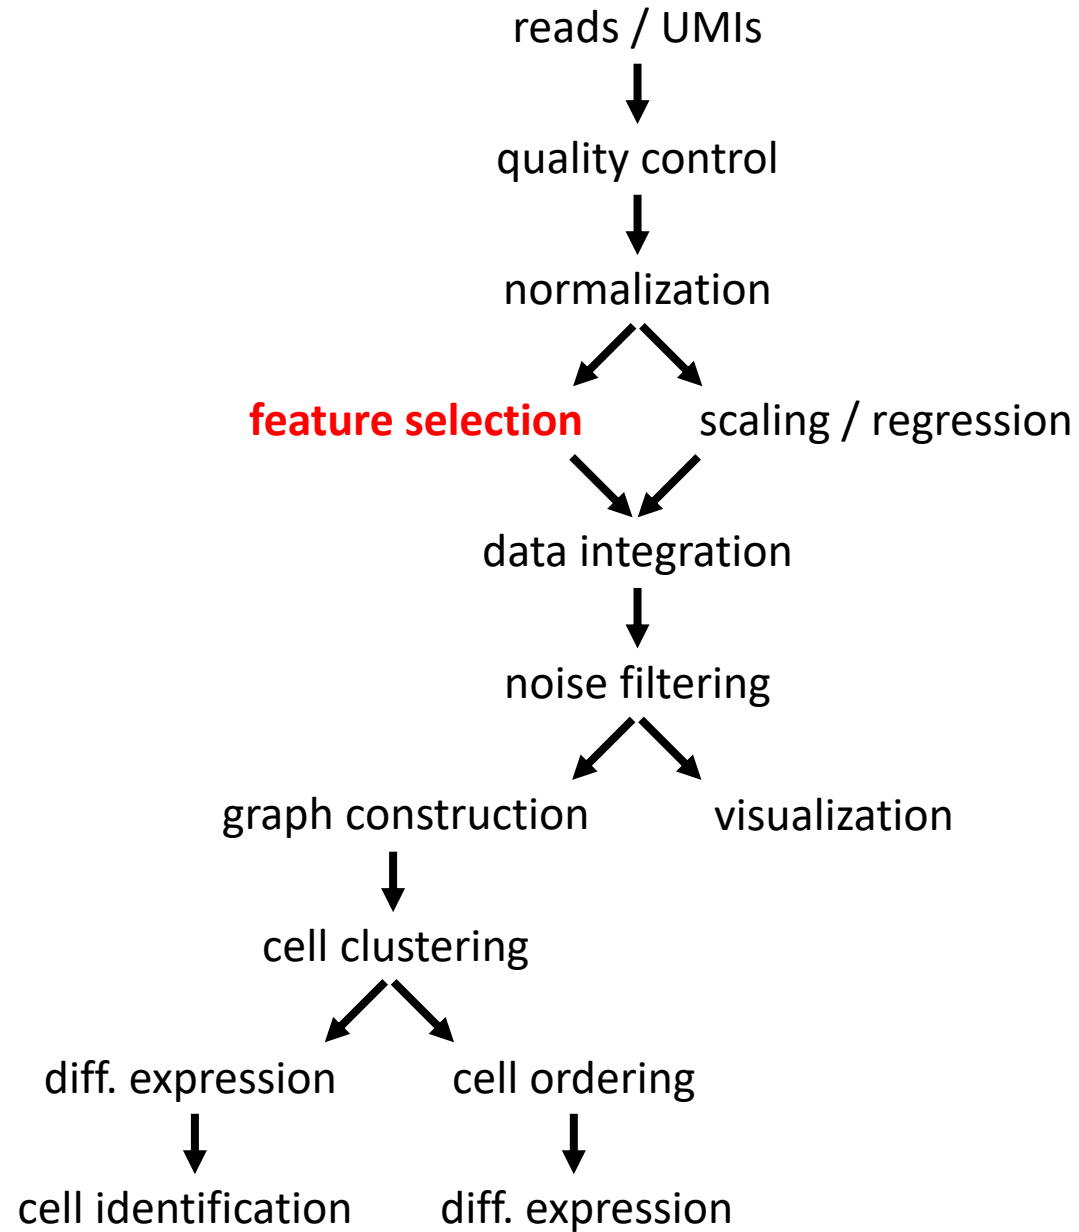 reads / UMIs
quality control
normalization
feature selection
scaling / regression
data integration
noise filtering
graph construction
visualization
cell clustering
diff. expression
cell ordering
cell identification
diff. expression